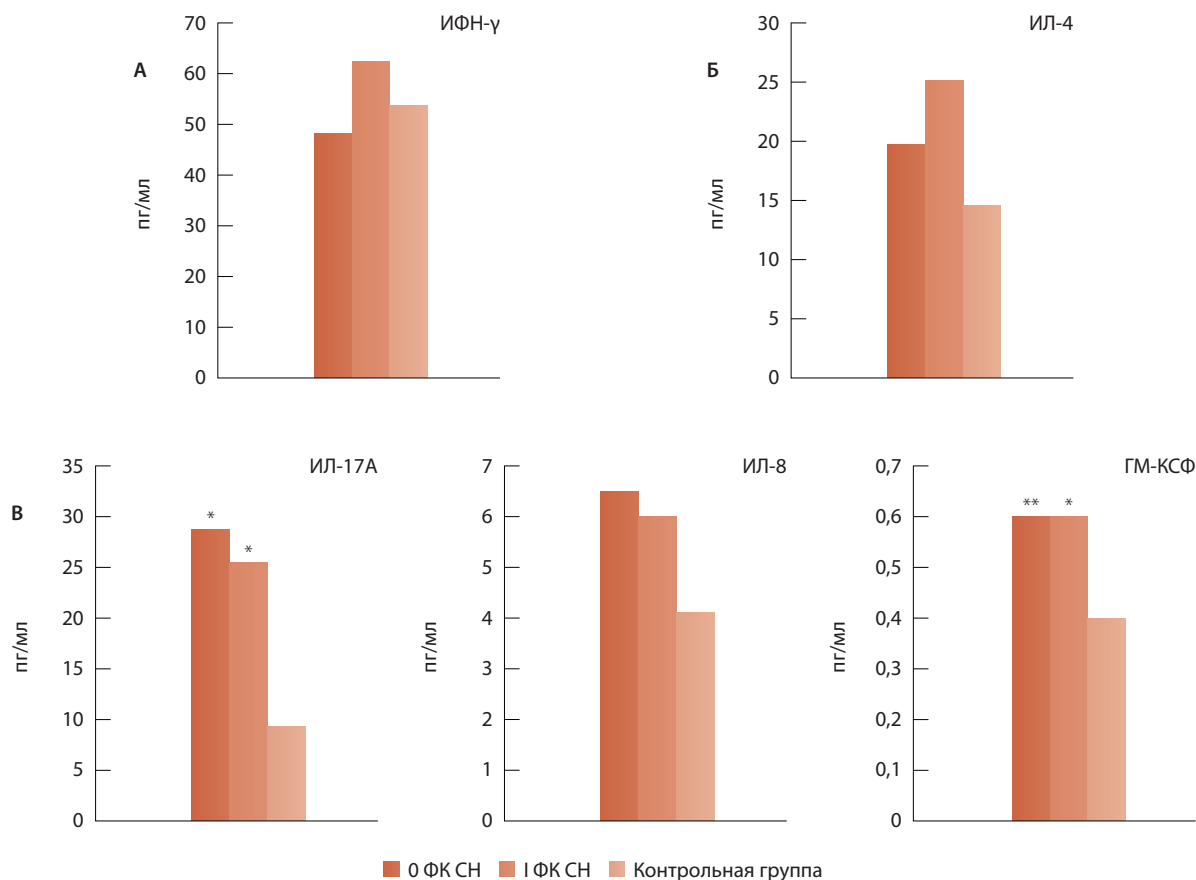 ИФН-γ
А
пг/мл
70
60
50
40
30
20
10
0
ИЛ-4
Б
пг/мл
30
25
20
15
10
5
0
ИЛ-17А
В
пг/мл
35
30
25
20
15
10
5
0
*
*
ИЛ-8
пг/мл
7
6
5
4
3
2
1
0
ГМ-КСФ
пг/мл
0,7
0,6
0,5
0,4
0,3
0,2
0,1
0
**
*
0 ФК СН
I ФК СН
Контрольная группа